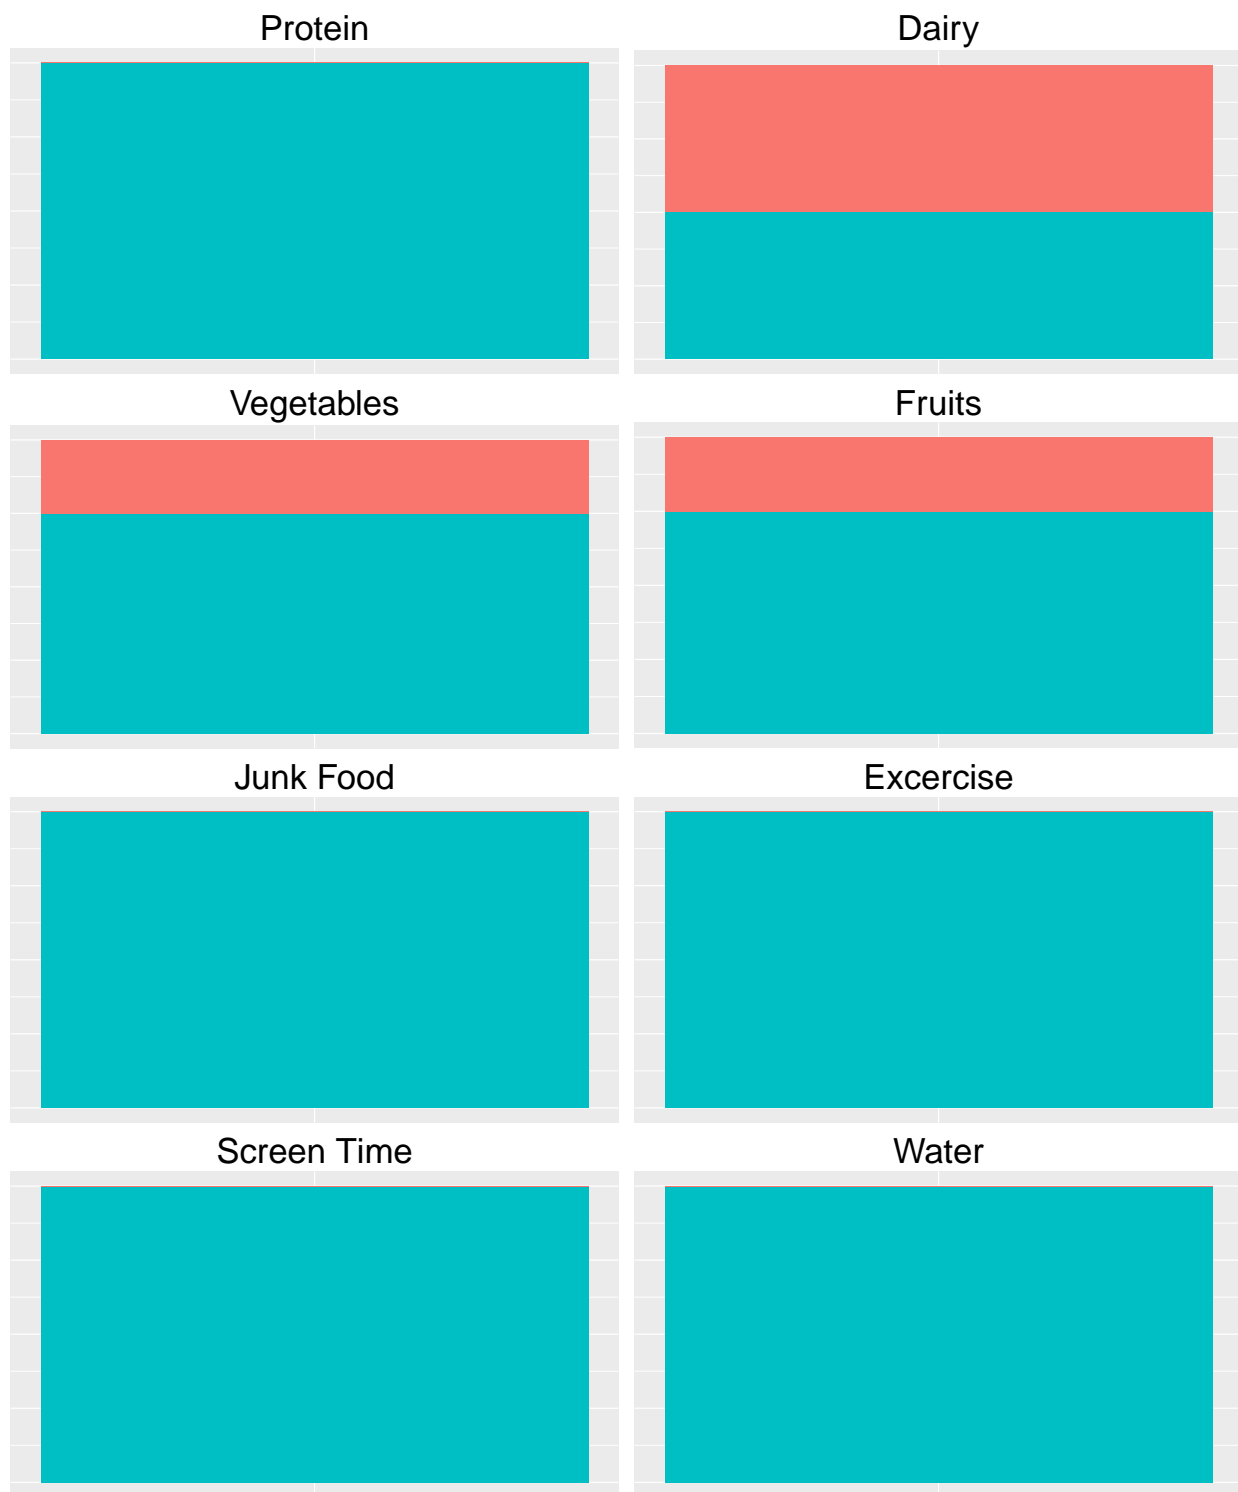 Protein
Dairy
Vegetables
Fruits
Junk Food
Excercise
Screen Time
Water